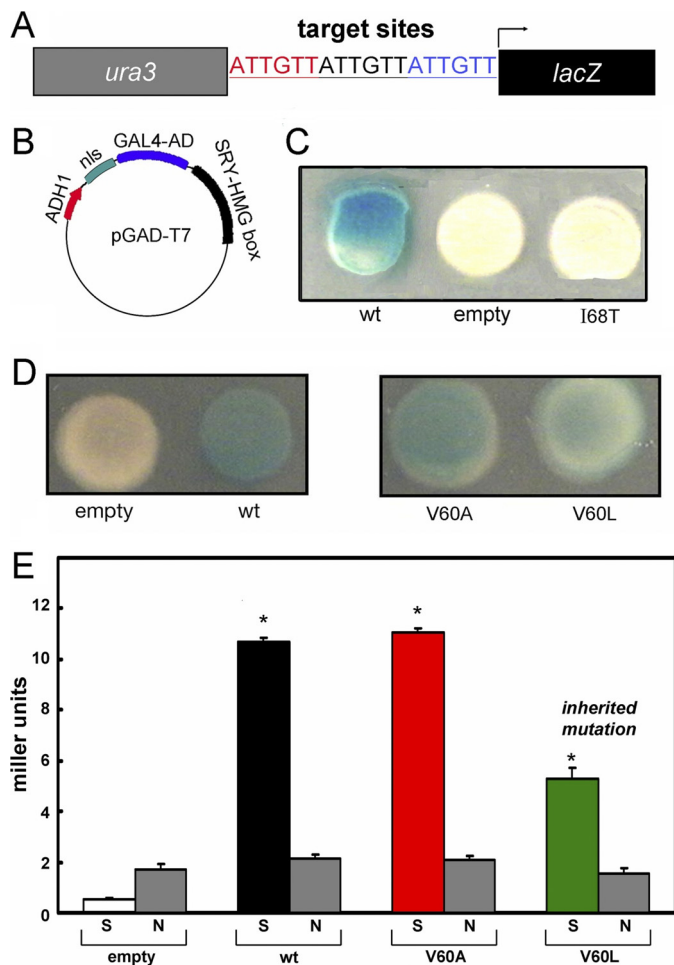 A
target sites
ura3
ATTGTTATTGTTATTGTT
lacZ
B
ADH1
nls
GAL4-AD
SRY-HMG box
pGAD-T7
C
wt
empty
I68T
D
empty
wt
V60A
V60L
E
miller units
12
10
8
6
4
2
0
*
*
inherited
mutation
*
S N S N S N S N
empty wt V60A V60L